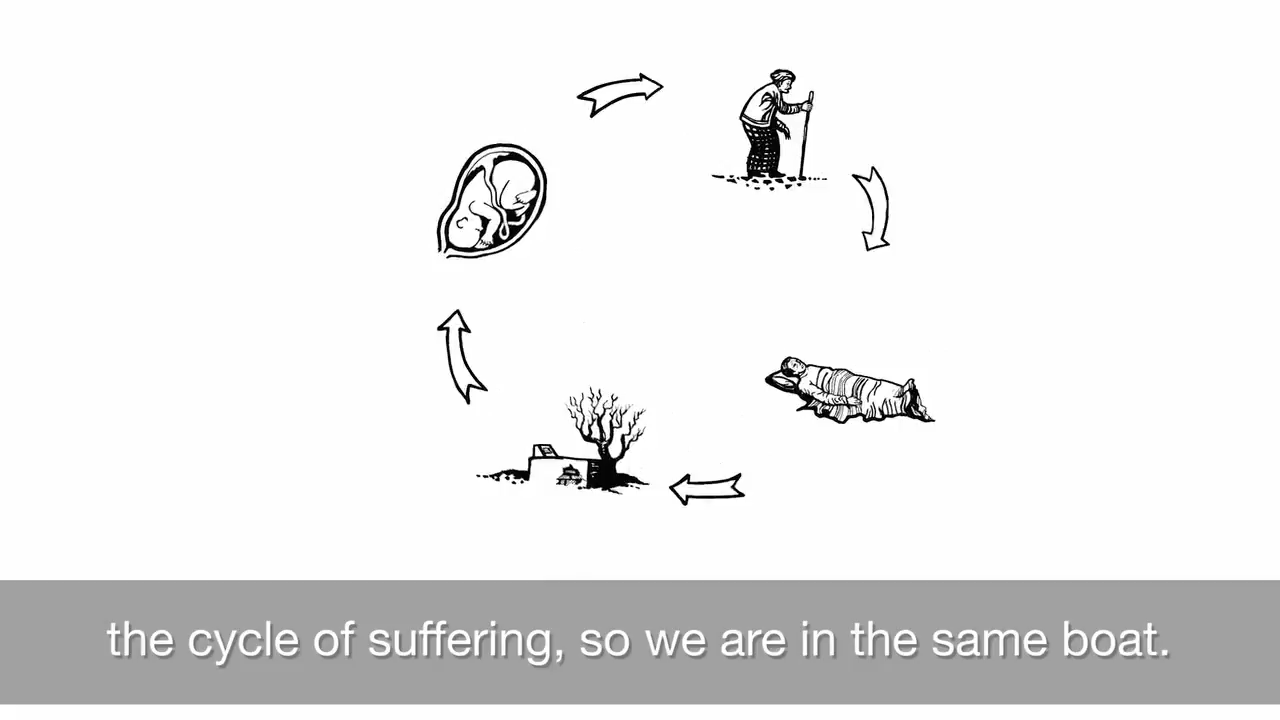 the cycle of suffering, so we are in the same boat.